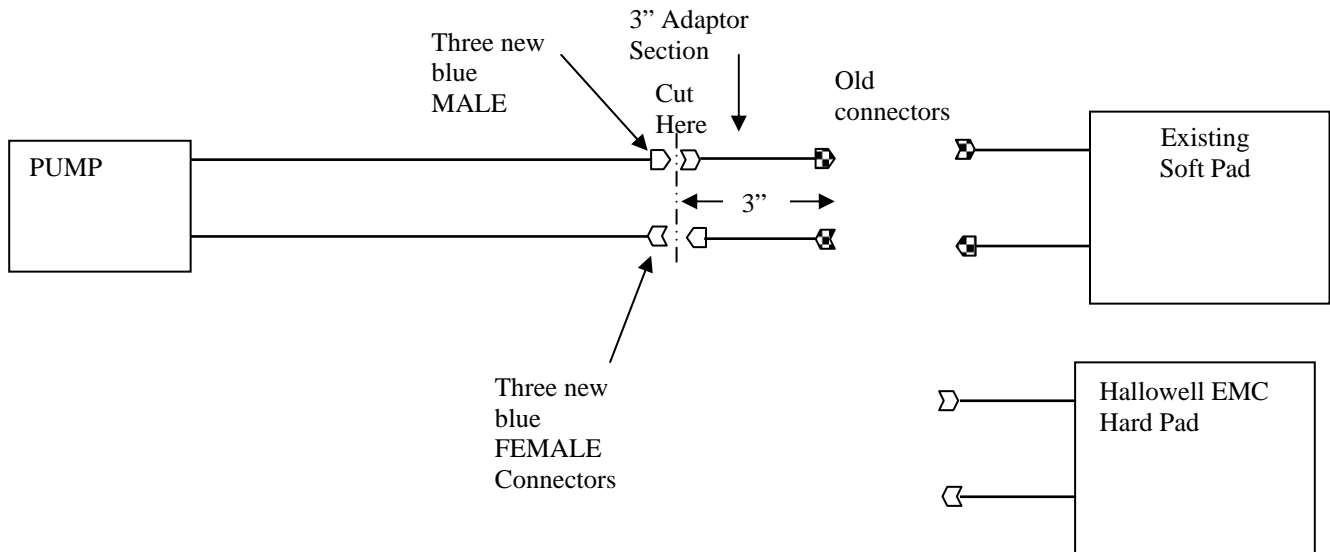 3” Adaptor
Section
Three new
blue
MALE
Cut
Here
Old
connectors
PUMP
Existing
Soft Pad
3”
Three new
blue
FEMALE
Connectors
Hallowell EMC
Hard Pad